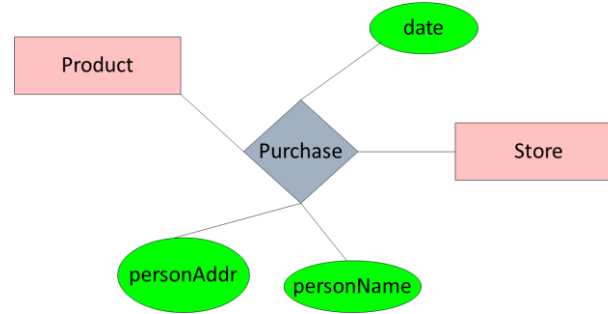 date
Product
Purchase
Store
personAddr
personName